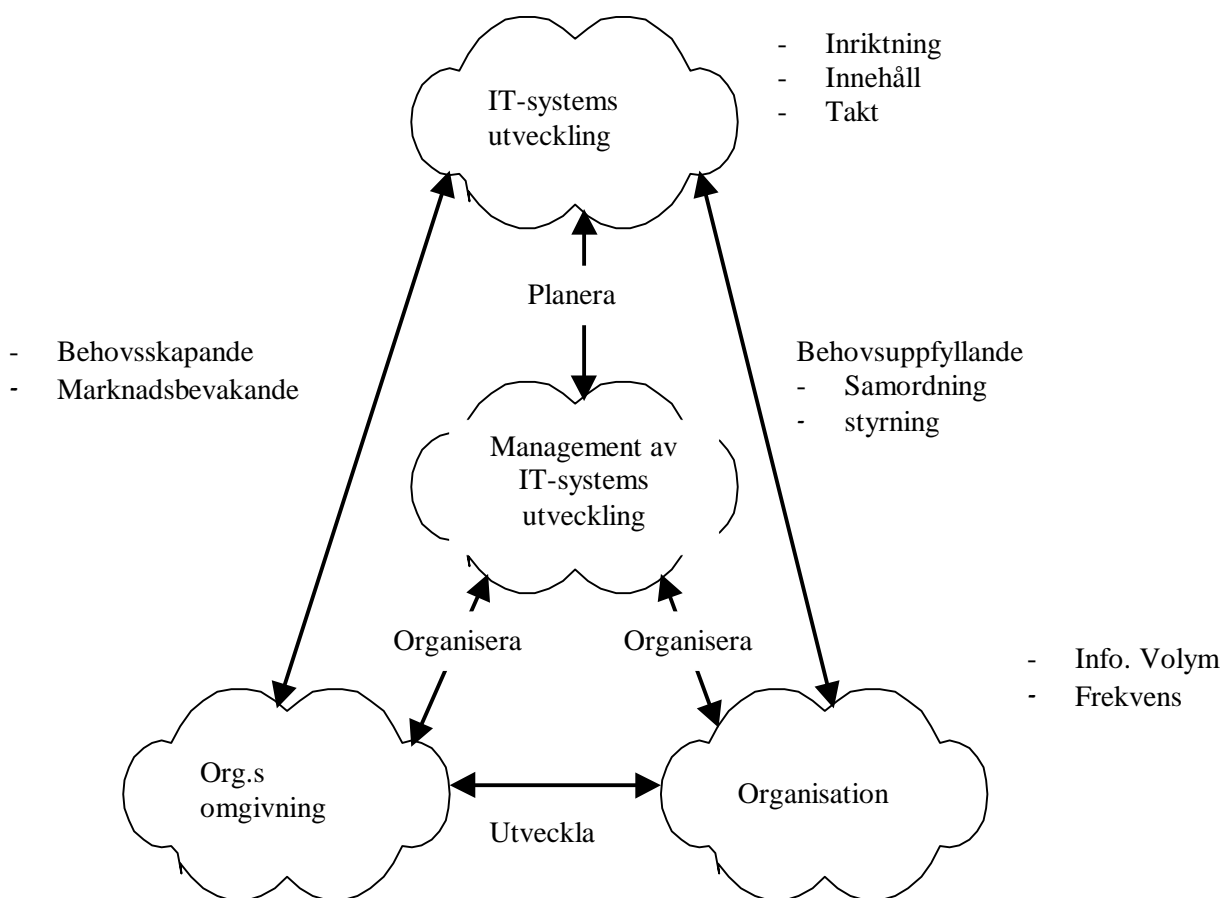 IT-systems
utveckling
- Inriktning
- Innehåll
- Takt
Planera
- Behovsskapande
- Marknadsbevakande
Behovsuppfyllande
- Samordning
- styrning
Management av
IT-systems
utveckling
Organisera
Organisera
- Info. Volym
- Frekvens
Org.s
omgivning
Utveckla
Organisation